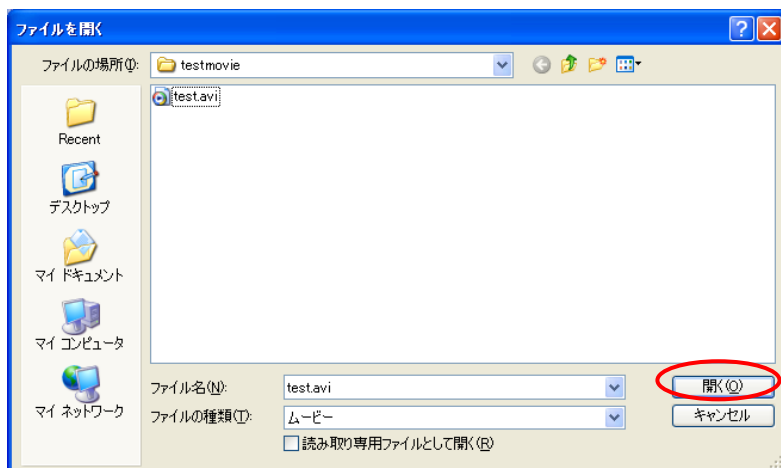 ファイルを開く
ファイルの場所(I):
testmovie
test.avi
Recent
デスクトップ
マイ ドキュメント
マイ コンピュータ
マイ ネットワーク
ファイル名(N):
test.avi
開く(O)
ファイルの種類(T):
ムービー
キャンセル
読み取り専用ファイルとして開く(R)